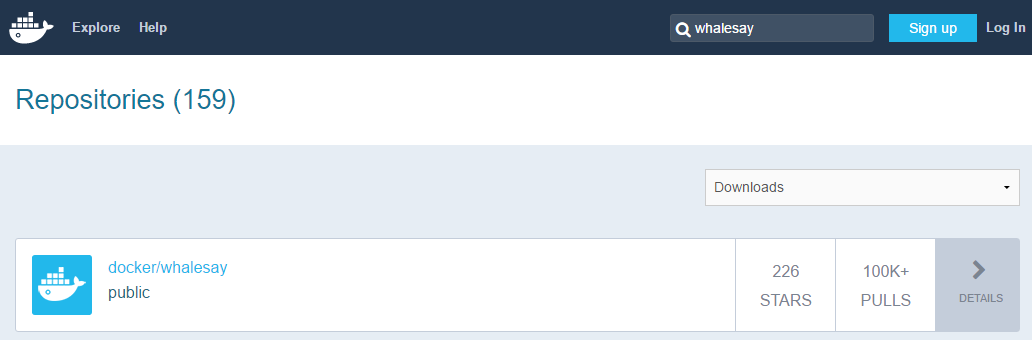 Explore Help whalesay Sign up Log In
Repositories (159)
Downloads
docker/whalesay
public
226
STARS
100K+
PULLS
DETAILS